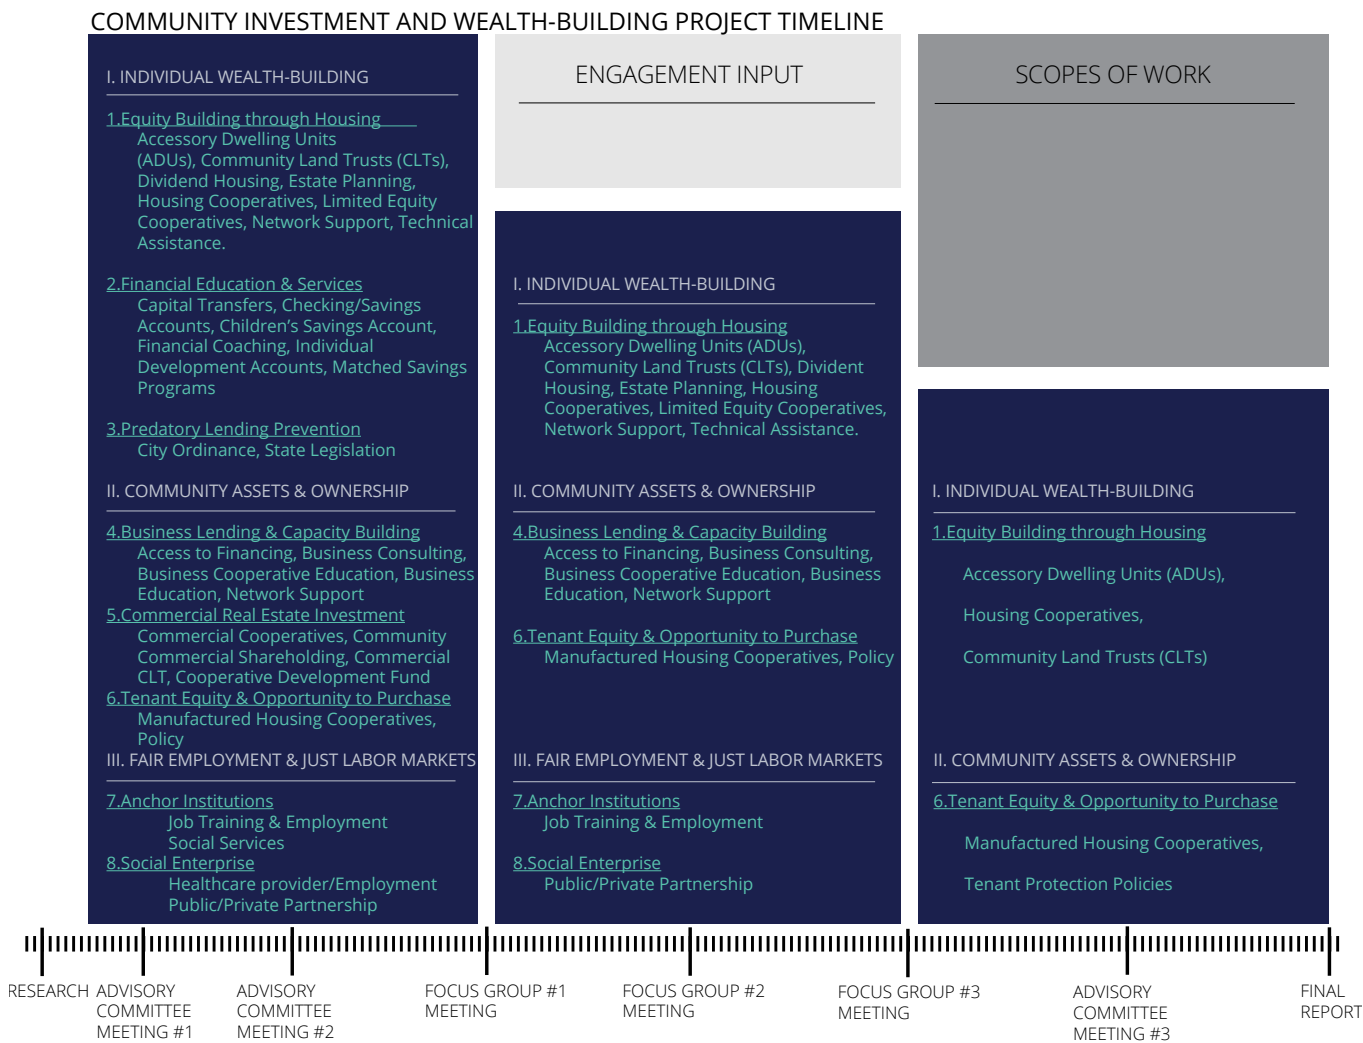 COMMUNITY INVESTMENT AND WEALTH-BUILDING PROJECT TIMELINE
I. INDIVIDUAL WEALTH-BUILDING
1.Equity Building through Housing
Accessory Dwelling Units
(ADUs), Community Land Trusts (CLTs),
Dividend Housing, Estate Planning,
Housing Cooperatives, Limited Equity
Cooperatives, Network Support, Technical
Assistance.
2.Financial Education & Services
Capital Transfers, Checking/Savings
Accounts, Children’s Savings Account,
Financial Coaching, Individual
Development Accounts, Matched Savings
Programs
3.Predatory Lending Prevention
City Ordinance, State Legislation
II. COMMUNITY ASSETS & OWNERSHIP
4.Business Lending & Capacity Building
Access to Financing, Business Consulting,
Business Cooperative Education, Business
Education, Network Support
5.Commercial Real Estate Investment
Commercial Cooperatives, Community
Commercial Shareholding, Commercial
CLT, Cooperative Development Fund
6.Tenant Equity & Opportunity to Purchase
Manufactured Housing Cooperatives,
Policy
III. FAIR EMPLOYMENT & JUST LABOR MARKETS
7.Anchor Institutions
Job Training & Employment
Social Services
8.Social Enterprise
Healthcare provider/Employment
Public/Private Partnership
ENGAGEMENT INPUT
I. INDIVIDUAL WEALTH-BUILDING
1.Equity Building through Housing
Accessory Dwelling Units (ADUs),
Community Land Trusts (CLTs), Divident
Housing, Estate Planning, Housing
Cooperatives, Limited Equity Cooperatives,
Network Support, Technical Assistance.
II. COMMUNITY ASSETS & OWNERSHIP
4.Business Lending & Capacity Building
Access to Financing, Business Consulting,
Business Cooperative Education, Business
Education, Network Support
6.Tenant Equity & Opportunity to Purchase
Manufactured Housing Cooperatives, Policy
III. FAIR EMPLOYMENT & JUST LABOR MARKETS
7.Anchor Institutions
Job Training & Employment
8.Social Enterprise
Public/Private Partnership
SCOPES OF WORK
I. INDIVIDUAL WEALTH-BUILDING
1.Equity Building through Housing
Accessory Dwelling Units (ADUs),
Housing Cooperatives,
Community Land Trusts (CLTs)
II. COMMUNITY ASSETS & OWNERSHIP
6.Tenant Equity & Opportunity to Purchase
Manufactured Housing Cooperatives,
Tenant Protection Policies
RESEARCH
ADVISORY
COMMITTEE
MEETING #1
ADVISORY
COMMITTEE
MEETING #2
FOCUS GROUP #1
MEETING
FOCUS GROUP #2
MEETING
FOCUS GROUP #3
MEETING
ADVISORY
COMMITTEE
MEETING #3
FINAL
REPORT